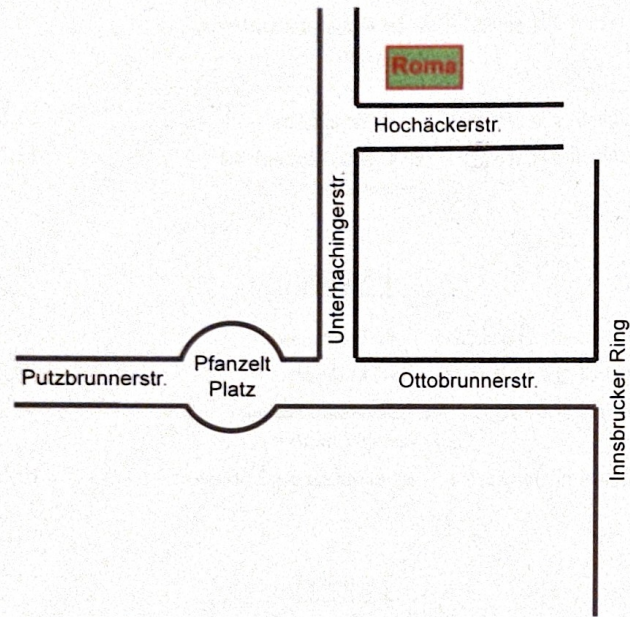 Roma
Hochäckerstr.
Unterhachingerstr.
Pfanzelt
Platz
Putzbrunnerstr.
Ottobrunnerstr.
Innsbrucker Ring